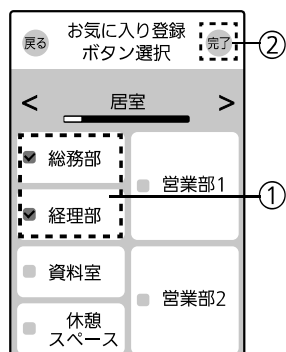 戻る
お気に入り登録
ボタン選択
完了
②
<
居室
>
総務部
営業部1
①
経理部
資料室
営業部2
休憩
スペース